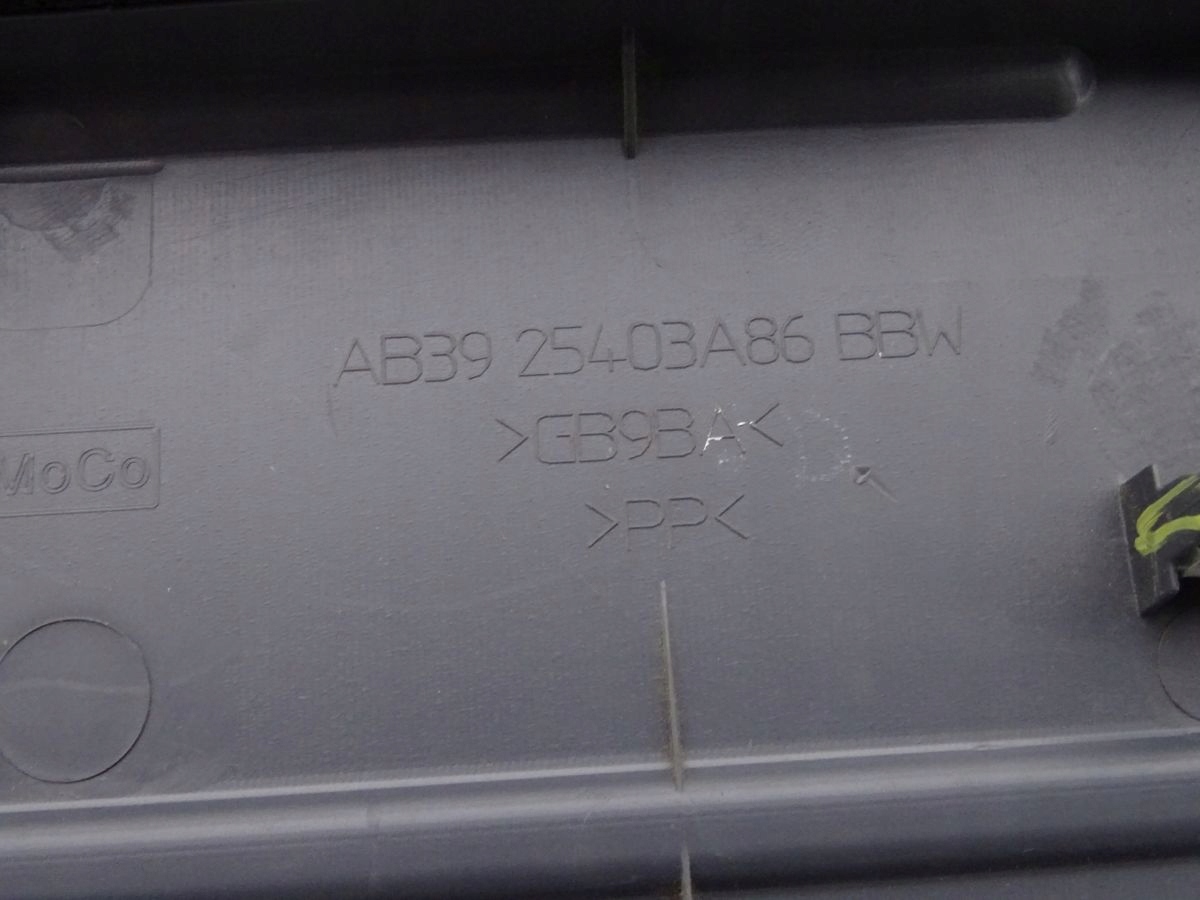 AB39 25403A86 BBW
>GB9BA<
MoCo
>PP<